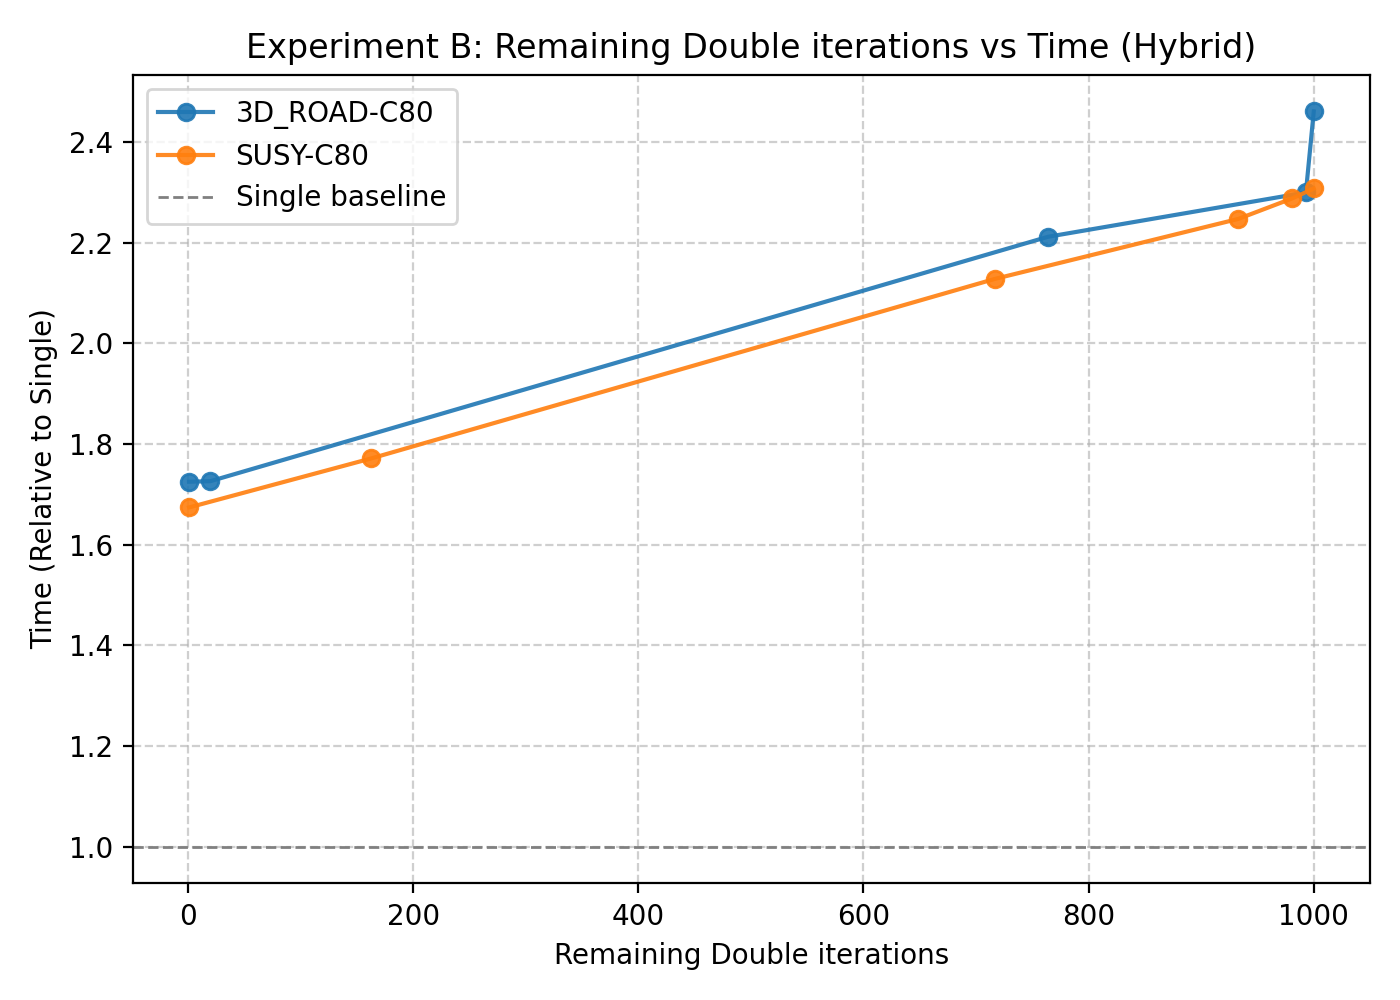 Experiment B: Remaining Double iterations vs Time (Hybrid)
3D_ROAD-C80
SUSY-C80
Single baseline
Time (Relative to Single)
2.4
2.2
2.0
1.8
1.6
1.4
1.2
1.0
0 200 400 600 800 1000
Remaining Double iterations